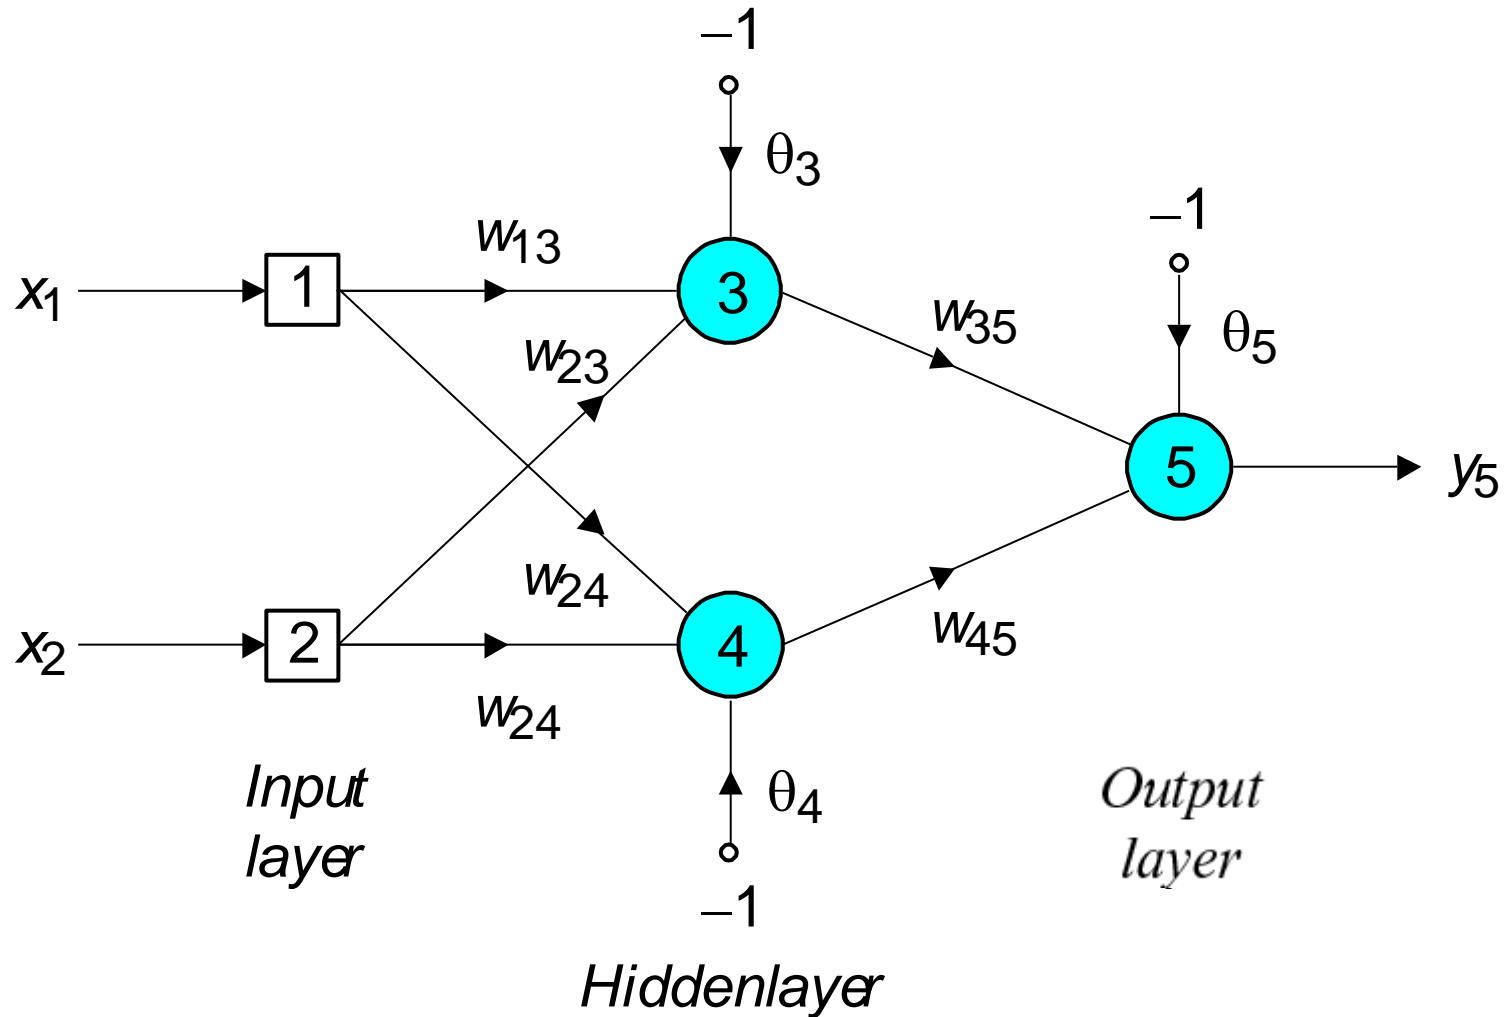 −1
θ3
−1
w13
x1
1
3
w35
θ5
w23
5
y5
w24
w45
x2
2
4
w24
Input
layer
θ4
Output
layer
−1
Hiddenlayer